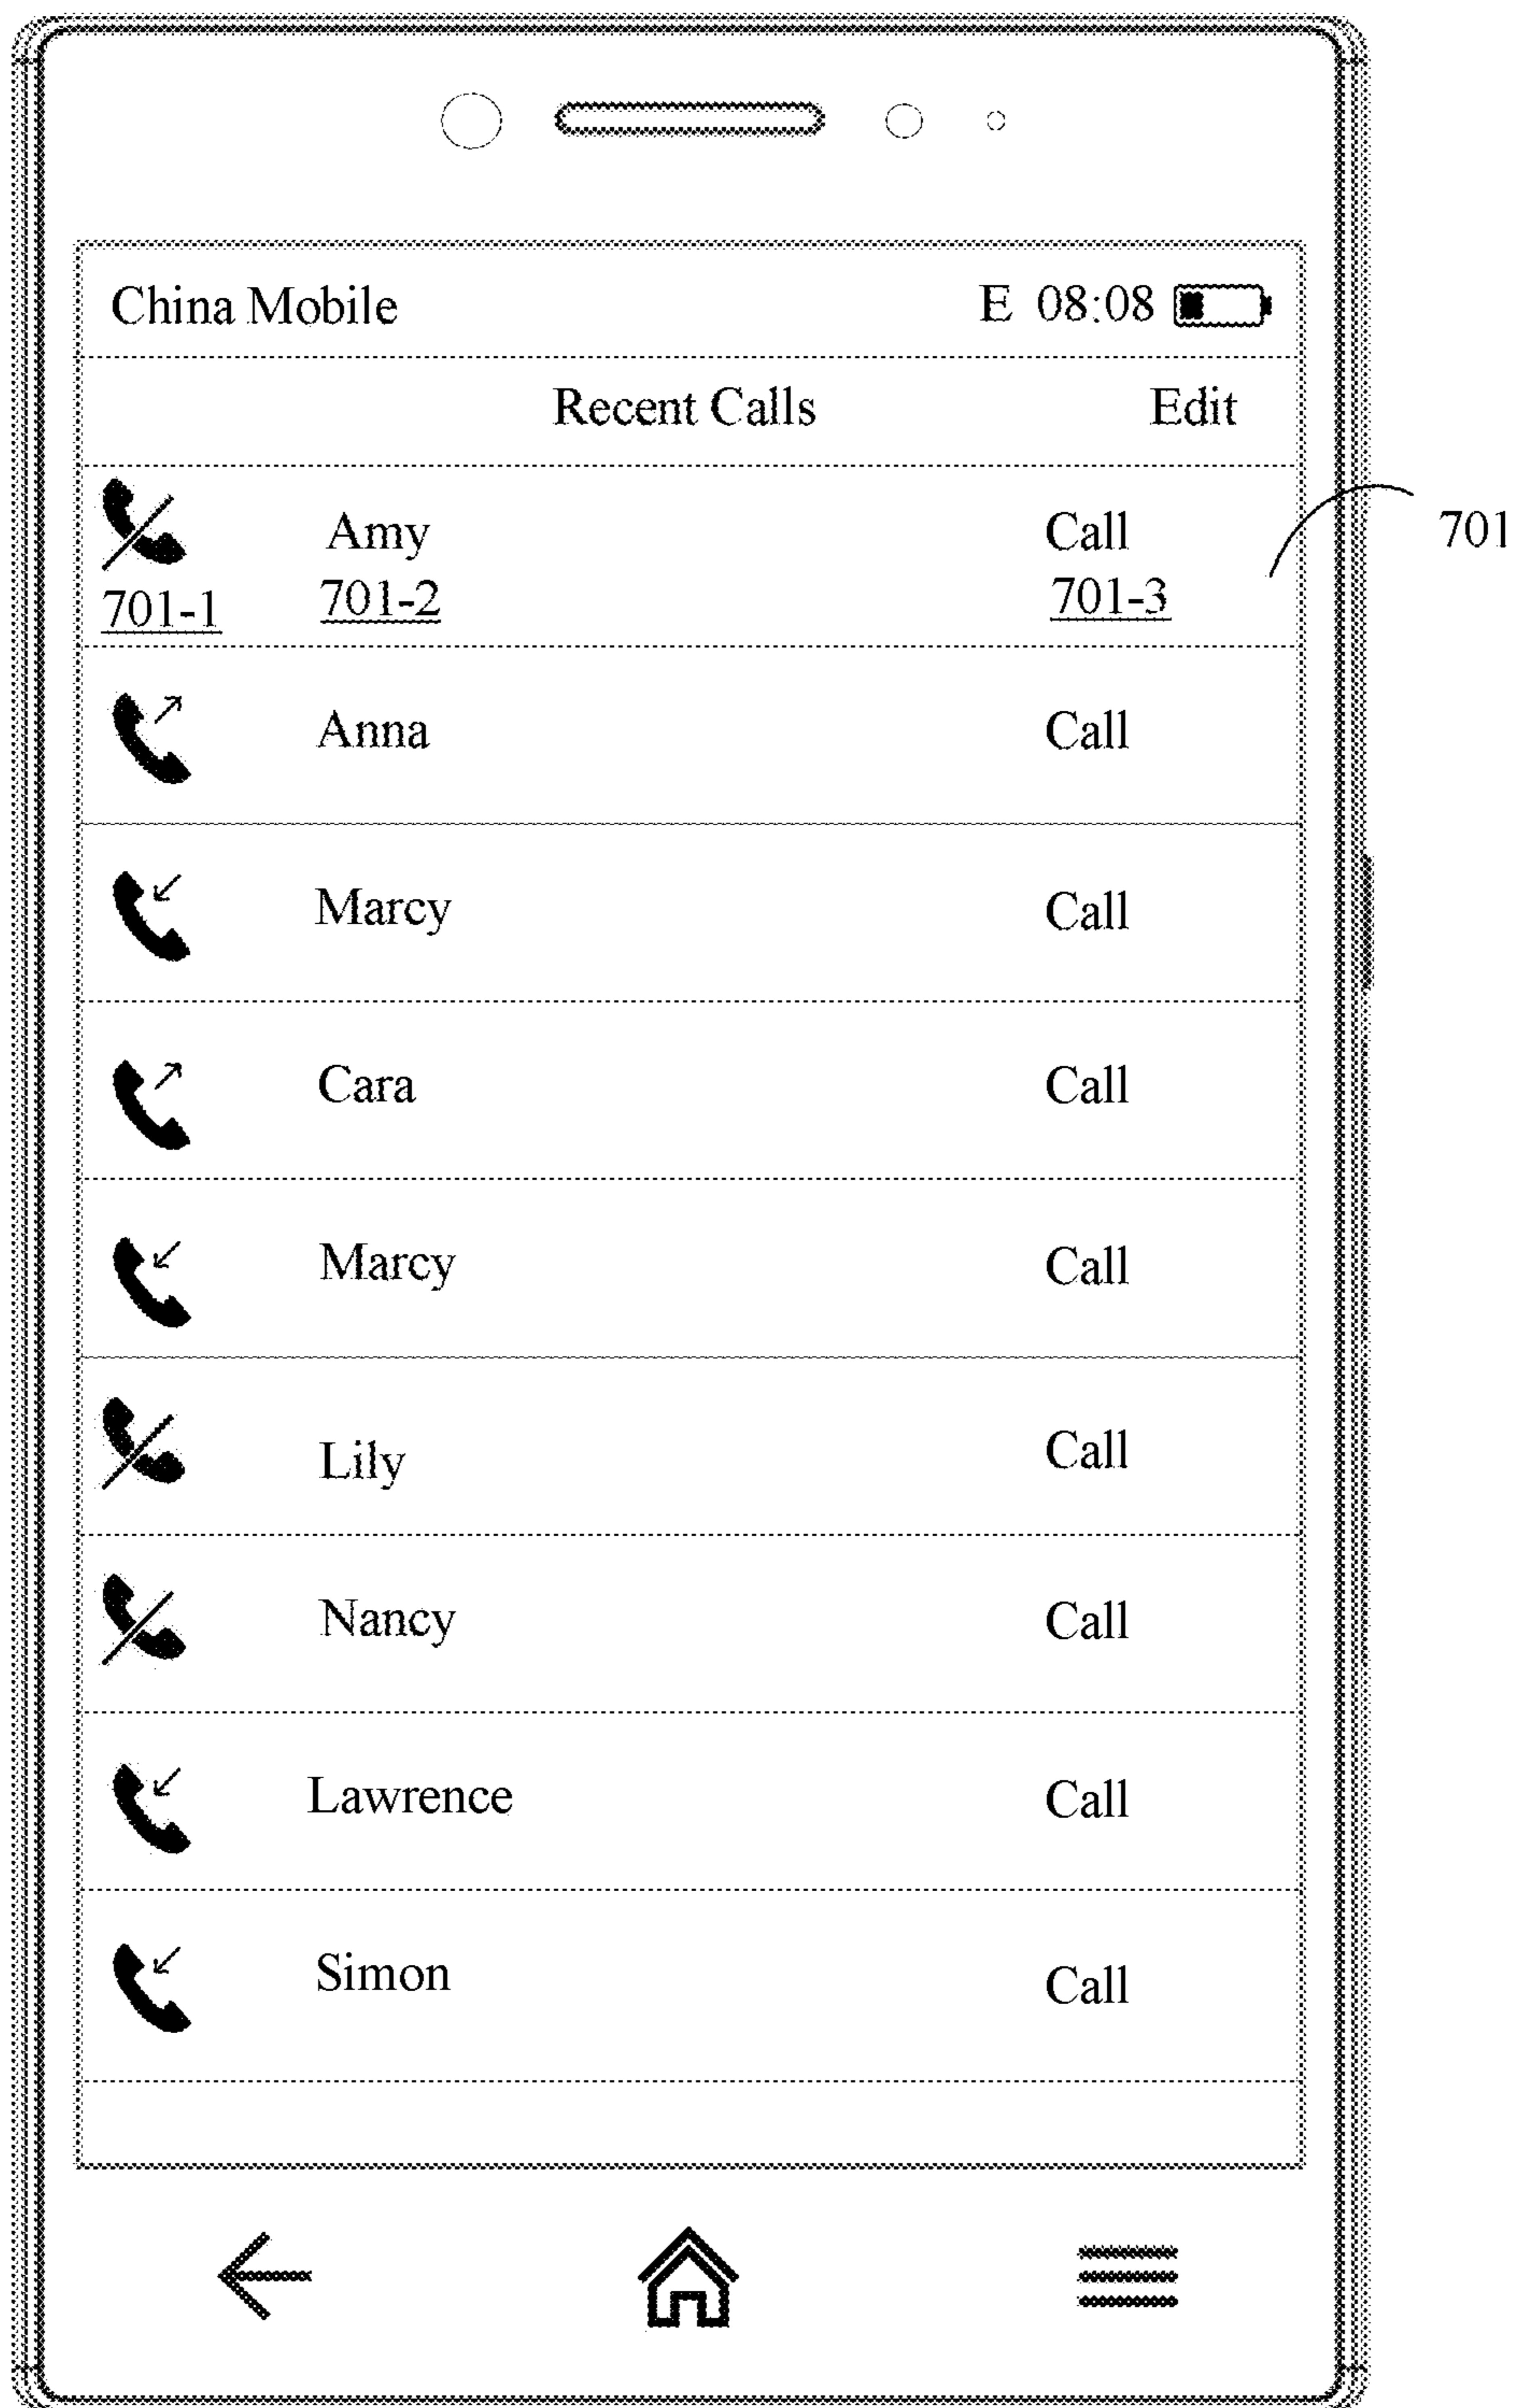 China Mobile E 08:08
Recent Calls Edit
Amy Call 701
701-1 701-2 701-3
Anna Call
Marcy Call
Cara Call
Marcy Call
Lily Call
Nancy Call
Lawrence Call
Simon Call